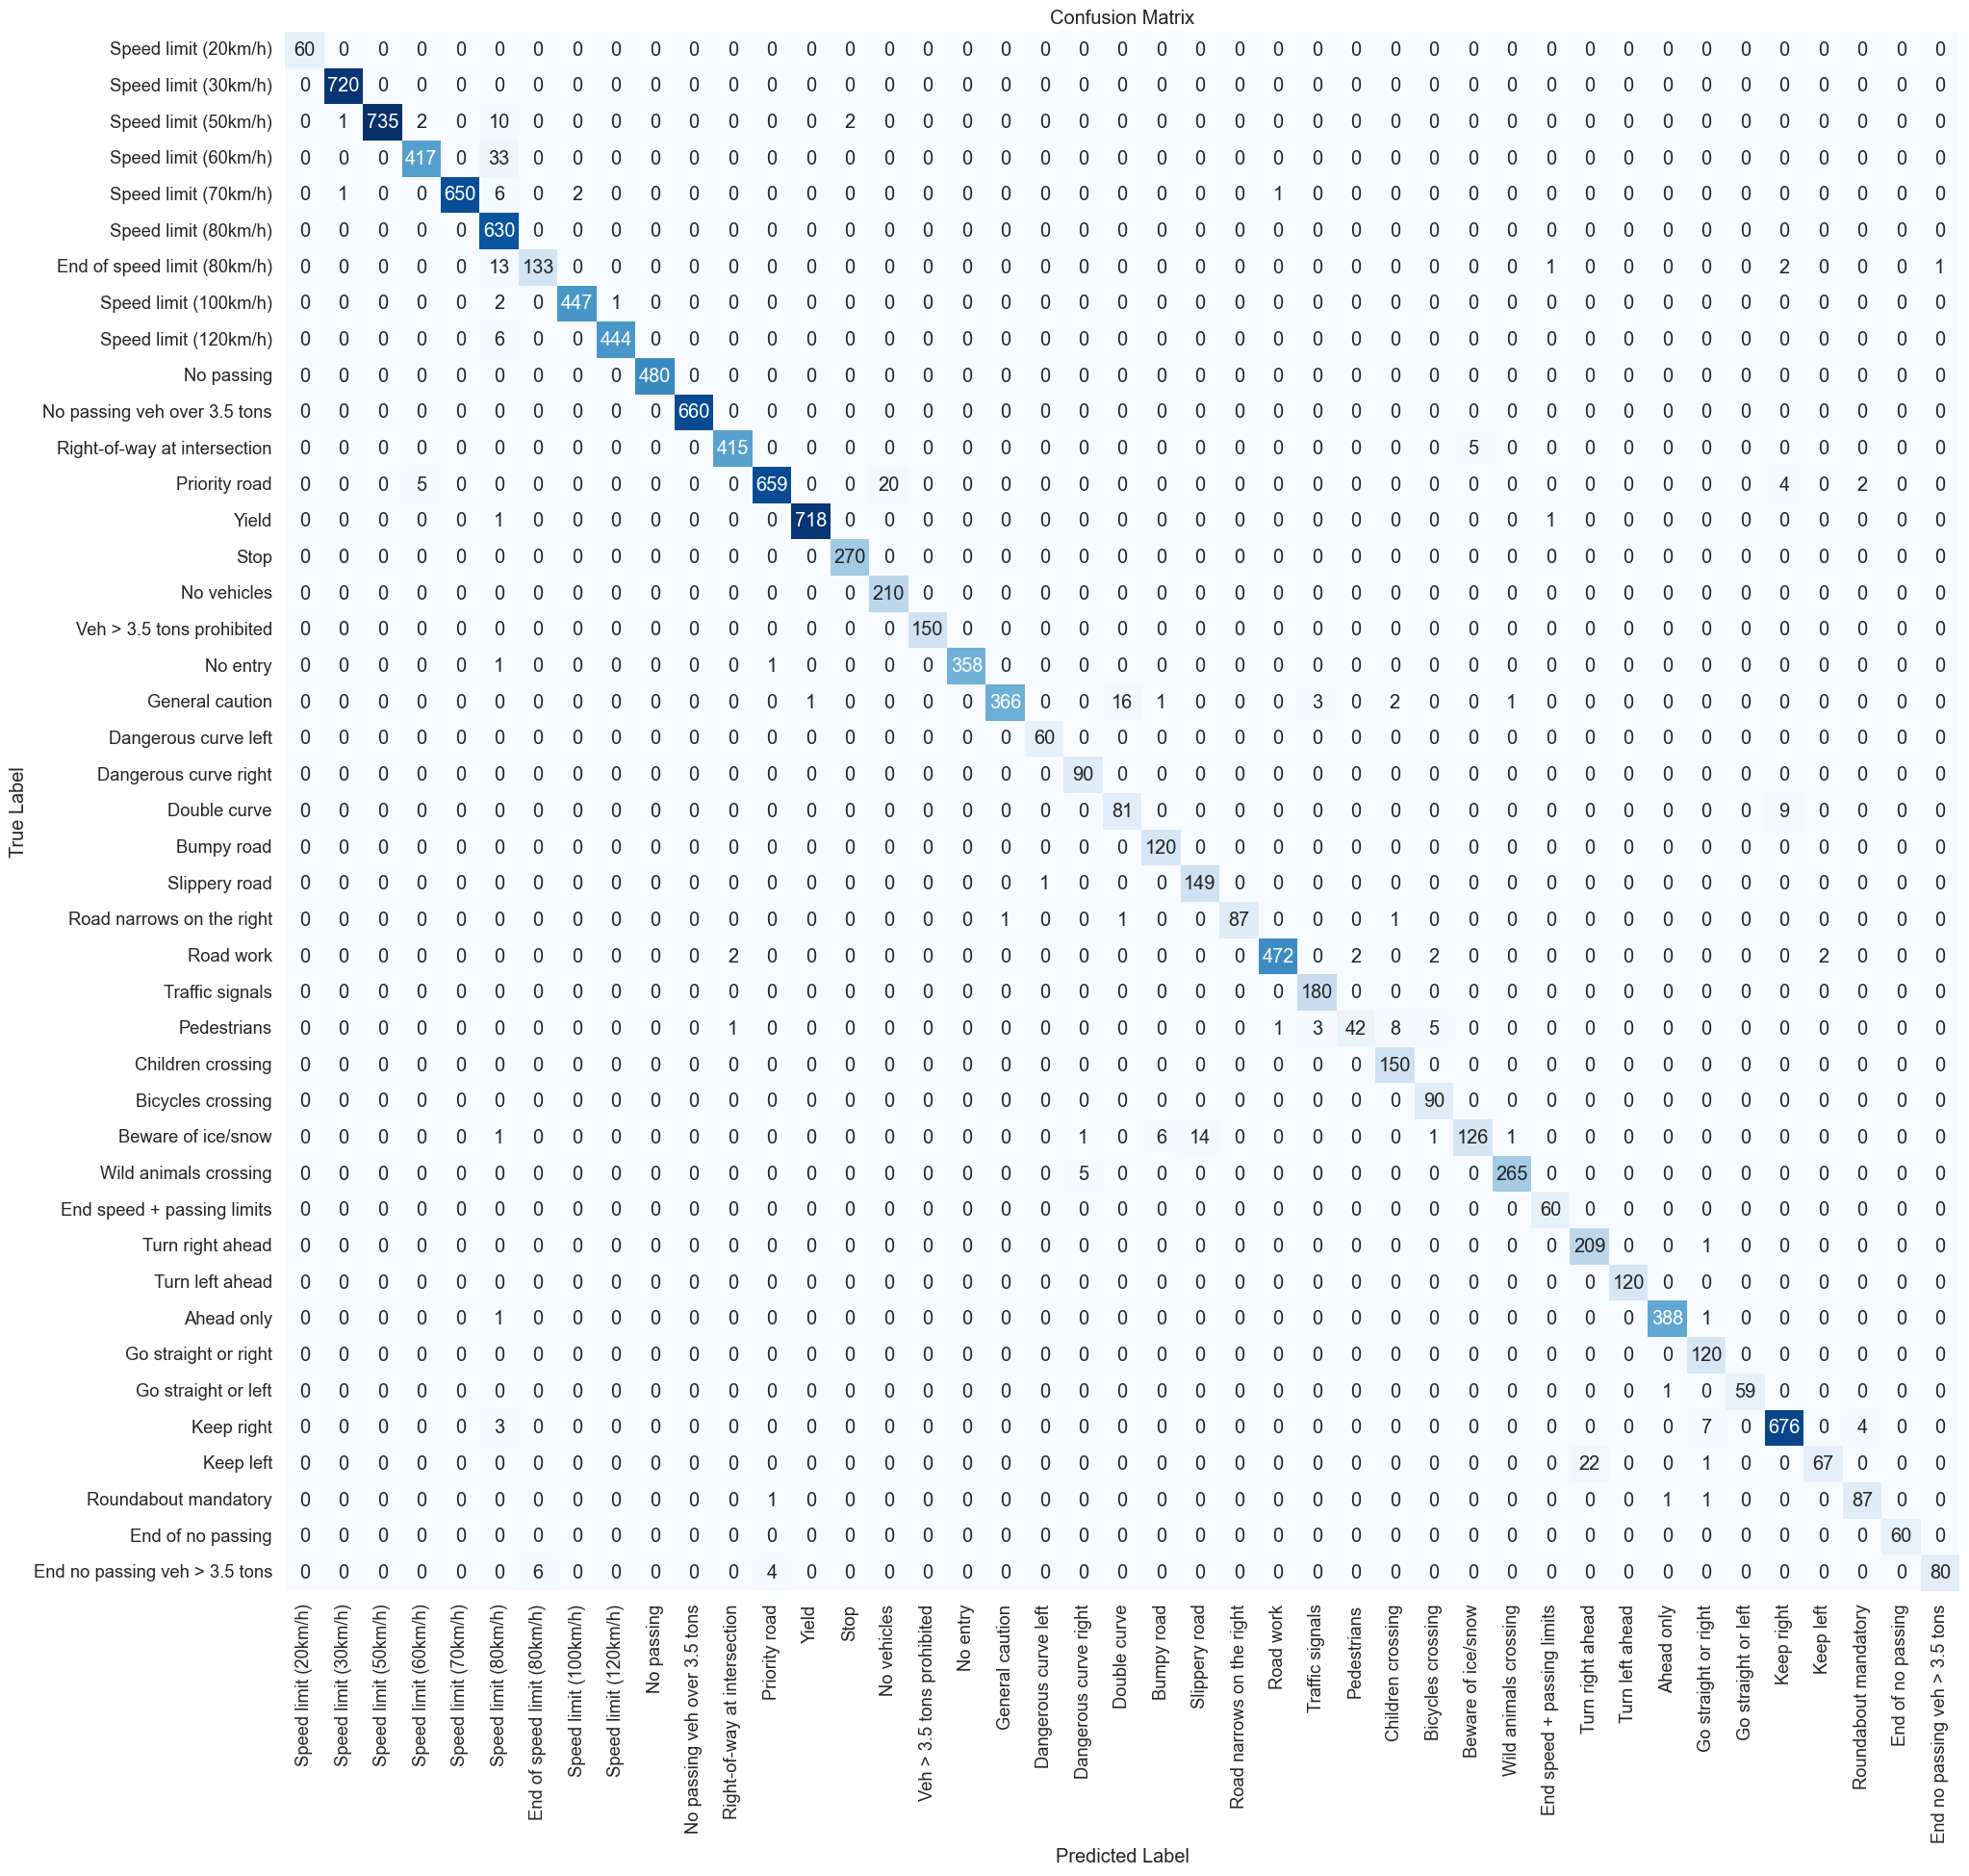 Confusion Matrix
Speed limit (20km/h) 60 0 0 0 0 0 0 0 0 0 0 0 0 0 0 0 0 0 0 0 0 0 0 0 0 0 0 0 0 0 0 0 0 0 0 0 0 0 0 0 0 0 0
Speed limit (30km/h) 0 720 0 0 0 0 0 0 0 0 0 0 0 0 0 0 0 0 0 0 0 0 0 0 0 0 0 0 0 0 0 0 0 0 0 0 0 0 0 0 0 0 0
Speed limit (50km/h) 0 1 735 2 0 10 0 0 0 0 0 0 0 0 2 0 0 0 0 0 0 0 0 0 0 0 0 0 0 0 0 0 0 0 0 0 0 0 0 0 0 0 0
Speed limit (60km/h) 0 0 0 417 0 33 0 0 0 0 0 0 0 0 0 0 0 0 0 0 0 0 0 0 0 0 0 0 0 0 0 0 0 0 0 0 0 0 0 0 0 0 0
Speed limit (70km/h) 0 1 0 0 650 6 0 2 0 0 0 0 0 0 0 0 0 0 0 0 0 0 0 0 0 1 0 0 0 0 0 0 0 0 0 0 0 0 0 0 0 0 0
Speed limit (80km/h) 0 0 0 0 0 630 0 0 0 0 0 0 0 0 0 0 0 0 0 0 0 0 0 0 0 0 0 0 0 0 0 0 0 0 0 0 0 0 0 0 0 0 0
End of speed limit (80km/h) 0 0 0 0 0 13 133 0 0 0 0 0 0 0 0 0 0 0 0 0 0 0 0 0 0 0 0 0 0 0 0 0 1 0 0 0 0 0 2 0 0 0 1
Speed limit (100km/h) 0 0 0 0 0 2 0 447 1 0 0 0 0 0 0 0 0 0 0 0 0 0 0 0 0 0 0 0 0 0 0 0 0 0 0 0 0 0 0 0 0 0 0
Speed limit (120km/h) 0 0 0 0 0 6 0 0 444 0 0 0 0 0 0 0 0 0 0 0 0 0 0 0 0 0 0 0 0 0 0 0 0 0 0 0 0 0 0 0 0 0 0
No passing 0 0 0 0 0 0 0 0 0 480 0 0 0 0 0 0 0 0 0 0 0 0 0 0 0 0 0 0 0 0 0 0 0 0 0 0 0 0 0 0 0 0 0
No passing veh over 3.5 tons 0 0 0 0 0 0 0 0 0 0 660 0 0 0 0 0 0 0 0 0 0 0 0 0 0 0 0 0 0 0 0 0 0 0 0 0 0 0 0 0 0 0 0
Right-of-way at intersection 0 0 0 0 0 0 0 0 0 0 0 415 0 0 0 0 0 0 0 0 0 0 0 0 0 0 0 0 0 0 5 0 0 0 0 0 0 0 0 0 0 0 0
Priority road 0 0 0 5 0 0 0 0 0 0 0 0 659 0 0 20 0 0 0 0 0 0 0 0 0 0 0 0 0 0 0 0 0 0 0 0 0 0 4 0 2 0 0
Yield 0 0 0 0 0 1 0 0 0 0 0 0 0 718 0 0 0 0 0 0 0 0 0 0 0 0 0 0 0 0 0 0 1 0 0 0 0 0 0 0 0 0 0
Stop 0 0 0 0 0 0 0 0 0 0 0 0 0 0 270 0 0 0 0 0 0 0 0 0 0 0 0 0 0 0 0 0 0 0 0 0 0 0 0 0 0 0 0
No vehicles 0 0 0 0 0 0 0 0 0 0 0 0 0 0 0 210 0 0 0 0 0 0 0 0 0 0 0 0 0 0 0 0 0 0 0 0 0 0 0 0 0 0 0
Veh > 3.5 tons prohibited 0 0 0 0 0 0 0 0 0 0 0 0 0 0 0 0 150 0 0 0 0 0 0 0 0 0 0 0 0 0 0 0 0 0 0 0 0 0 0 0 0 0 0
No entry 0 0 0 0 0 1 0 0 0 0 0 0 1 0 0 0 0 358 0 0 0 0 0 0 0 0 0 0 0 0 0 0 0 0 0 0 0 0 0 0 0 0 0
General caution 0 0 0 0 0 0 0 0 0 0 0 0 0 1 0 0 0 0 366 0 0 16 1 0 0 0 3 0 2 0 0 1 0 0 0 0 0 0 0 0 0 0 0
Dangerous curve left 0 0 0 0 0 0 0 0 0 0 0 0 0 0 0 0 0 0 0 60 0 0 0 0 0 0 0 0 0 0 0 0 0 0 0 0 0 0 0 0 0 0 0
Dangerous curve right 0 0 0 0 0 0 0 0 0 0 0 0 0 0 0 0 0 0 0 0 90 0 0 0 0 0 0 0 0 0 0 0 0 0 0 0 0 0 0 0 0 0 0
Double curve 0 0 0 0 0 0 0 0 0 0 0 0 0 0 0 0 0 0 0 0 0 81 0 0 0 0 0 0 0 0 0 0 0 0 0 0 0 0 9 0 0 0 0
Bumpy road 0 0 0 0 0 0 0 0 0 0 0 0 0 0 0 0 0 0 0 0 0 0 120 0 0 0 0 0 0 0 0 0 0 0 0 0 0 0 0 0 0 0 0
Slippery road 0 0 0 0 0 0 0 0 0 0 0 0 0 0 0 0 0 0 0 1 0 0 0 149 0 0 0 0 0 0 0 0 0 0 0 0 0 0 0 0 0 0 0
Road narrows on the right 0 0 0 0 0 0 0 0 0 0 0 0 0 0 0 0 0 0 1 0 0 1 0 0 87 0 0 0 1 0 0 0 0 0 0 0 0 0 0 0 0 0 0
Road work 0 0 0 0 0 0 0 0 0 0 0 2 0 0 0 0 0 0 0 0 0 0 0 0 0 472 0 2 0 2 0 0 0 0 0 0 0 0 0 2 0 0 0
Traffic signals 0 0 0 0 0 0 0 0 0 0 0 0 0 0 0 0 0 0 0 0 0 0 0 0 0 0 180 0 0 0 0 0 0 0 0 0 0 0 0 0 0 0 0
Pedestrians 0 0 0 0 0 0 0 0 0 0 0 1 0 0 0 0 0 0 0 0 0 0 0 0 0 1 3 42 8 5 0 0 0 0 0 0 0 0 0 0 0 0 0
Children crossing 0 0 0 0 0 0 0 0 0 0 0 0 0 0 0 0 0 0 0 0 0 0 0 0 0 0 0 0 150 0 0 0 0 0 0 0 0 0 0 0 0 0 0
Bicycles crossing 0 0 0 0 0 0 0 0 0 0 0 0 0 0 0 0 0 0 0 0 0 0 0 0 0 0 0 0 0 90 0 0 0 0 0 0 0 0 0 0 0 0 0
Beware of ice/snow 0 0 0 0 0 1 0 0 0 0 0 0 0 0 0 0 0 0 0 0 1 0 6 14 0 0 0 0 0 1 126 1 0 0 0 0 0 0 0 0 0 0 0
Wild animals crossing 0 0 0 0 0 0 0 0 0 0 0 0 0 0 0 0 0 0 0 0 5 0 0 0 0 0 0 0 0 0 0 265 0 0 0 0 0 0 0 0 0 0 0
End speed + passing limits 0 0 0 0 0 0 0 0 0 0 0 0 0 0 0 0 0 0 0 0 0 0 0 0 0 0 0 0 0 0 0 0 60 0 0 0 0 0 0 0 0 0 0
Turn right ahead 0 0 0 0 0 0 0 0 0 0 0 0 0 0 0 0 0 0 0 0 0 0 0 0 0 0 0 0 0 0 0 0 0 209 0 0 1 0 0 0 0 0 0
Turn left ahead 0 0 0 0 0 0 0 0 0 0 0 0 0 0 0 0 0 0 0 0 0 0 0 0 0 0 0 0 0 0 0 0 0 0 120 0 0 0 0 0 0 0 0
Ahead only 0 0 0 0 0 1 0 0 0 0 0 0 0 0 0 0 0 0 0 0 0 0 0 0 0 0 0 0 0 0 0 0 0 0 0 388 1 0 0 0 0 0 0
Go straight or right 0 0 0 0 0 0 0 0 0 0 0 0 0 0 0 0 0 0 0 0 0 0 0 0 0 0 0 0 0 0 0 0 0 0 0 0 120 0 0 0 0 0 0
Go straight or left 0 0 0 0 0 0 0 0 0 0 0 0 0 0 0 0 0 0 0 0 0 0 0 0 0 0 0 0 0 0 0 0 0 0 0 1 0 59 0 0 0 0 0
Keep right 0 0 0 0 0 3 0 0 0 0 0 0 0 0 0 0 0 0 0 0 0 0 0 0 0 0 0 0 0 0 0 0 0 0 0 0 7 0 676 0 4 0 0
Keep left 0 0 0 0 0 0 0 0 0 0 0 0 0 0 0 0 0 0 0 0 0 0 0 0 0 0 0 0 0 0 0 0 0 22 0 0 1 0 0 67 0 0 0
Roundabout mandatory 0 0 0 0 0 0 0 0 0 0 0 0 1 0 0 0 0 0 0 0 0 0 0 0 0 0 0 0 0 0 0 0 0 0 0 1 1 0 0 0 87 0 0
End of no passing 0 0 0 0 0 0 0 0 0 0 0 0 0 0 0 0 0 0 0 0 0 0 0 0 0 0 0 0 0 0 0 0 0 0 0 0 0 0 0 0 0 60 0
End no passing veh > 3.5 tons 0 0 0 0 0 0 6 0 0 0 0 0 4 0 0 0 0 0 0 0 0 0 0 0 0 0 0 0 0 0 0 0 0 0 0 0 0 0 0 0 0 0 80
True Label
Speed limit (20km/h)
Speed limit (30km/h)
Speed limit (50km/h)
Speed limit (60km/h)
Speed limit (70km/h)
Speed limit (80km/h)
End of speed limit (80km/h)
Speed limit (100km/h)
Speed limit (120km/h)
No passing
No passing veh over 3.5 tons
Right-of-way at intersection
Priority road
Yield
Stop
No vehicles
Veh > 3.5 tons prohibited
No entry
General caution
Dangerous curve left
Dangerous curve right
Double curve
Bumpy road
Slippery road
Road narrows on the right
Road work
Traffic signals
Pedestrians
Children crossing
Bicycles crossing
Beware of ice/snow
Wild animals crossing
End speed + passing limits
Turn right ahead
Turn left ahead
Ahead only
Go straight or right
Go straight or left
Keep right
Keep left
Roundabout mandatory
End of no passing
End no passing veh > 3.5 tons
Predicted Label